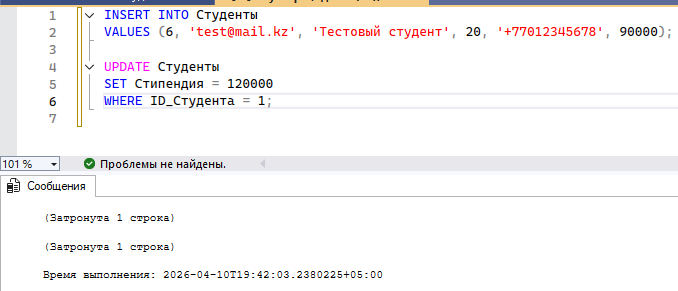 1 INSERT INTO Студенты
2 VALUES (6, 'test@mail.kz', 'Тестовый студент', 20, '+77012345678', 90000);
3
4 UPDATE Студенты
5 SET Стипендия = 120000
6 WHERE ID_Студента = 1;
7
101 % Проблемы не найдены.
Сообщения
(Затронута 1 строка)
(Затронута 1 строка)
Время выполнения: 2026-04-10T19:42:03.2380225+05:00